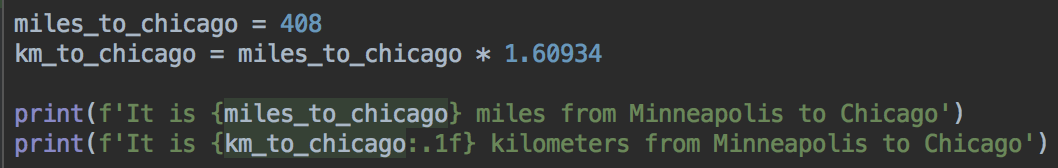 miles_to_chicago = 408
km_to_chicago = miles_to_chicago * 1.60934
print(f'It is {miles_to_chicago} miles from Minneapolis to Chicago')
print(f'It is {km_to_chicago:.1f} kilometers from Minneapolis to Chicago')